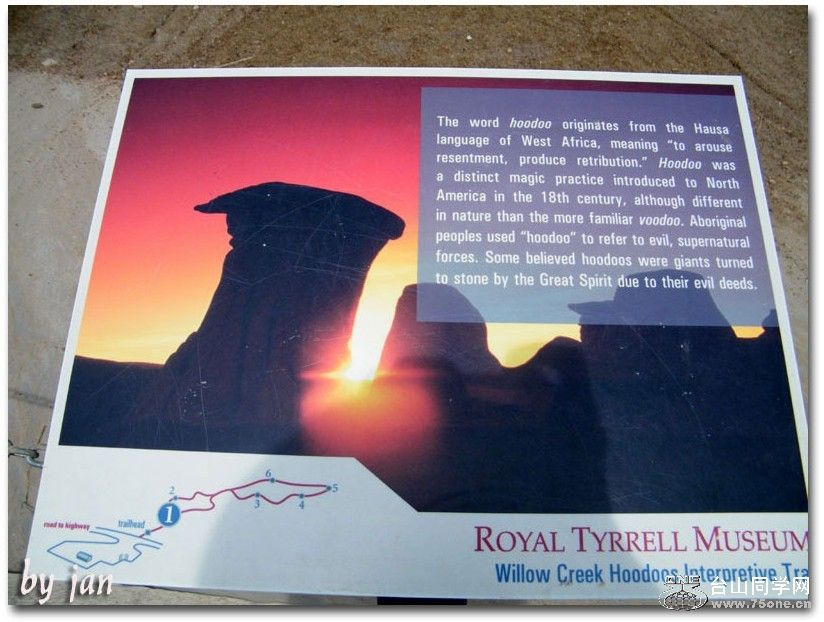 The word hoodoo originates from the Hausa
language of West Africa, meaning "to arouse
resentment, produce retribution." Hoodoo was
a distinct magic practice introduced to North
America in the 18th century, although different
in nature than the more familiar voodoo. Aboriginal
peoples used "hoodoo" to refer to evil, supernatural
forces. Some believed hoodoos were giants turned
to stone by the Great Spirit due to their evil deeds.
road to highway
trailhead
1
2
3
4
5
6
ROYAL TYRRELL MUSEUM
Willow Creek Hoodoos Interpretive Tra
by jan
台山同学网
www.75one.cn